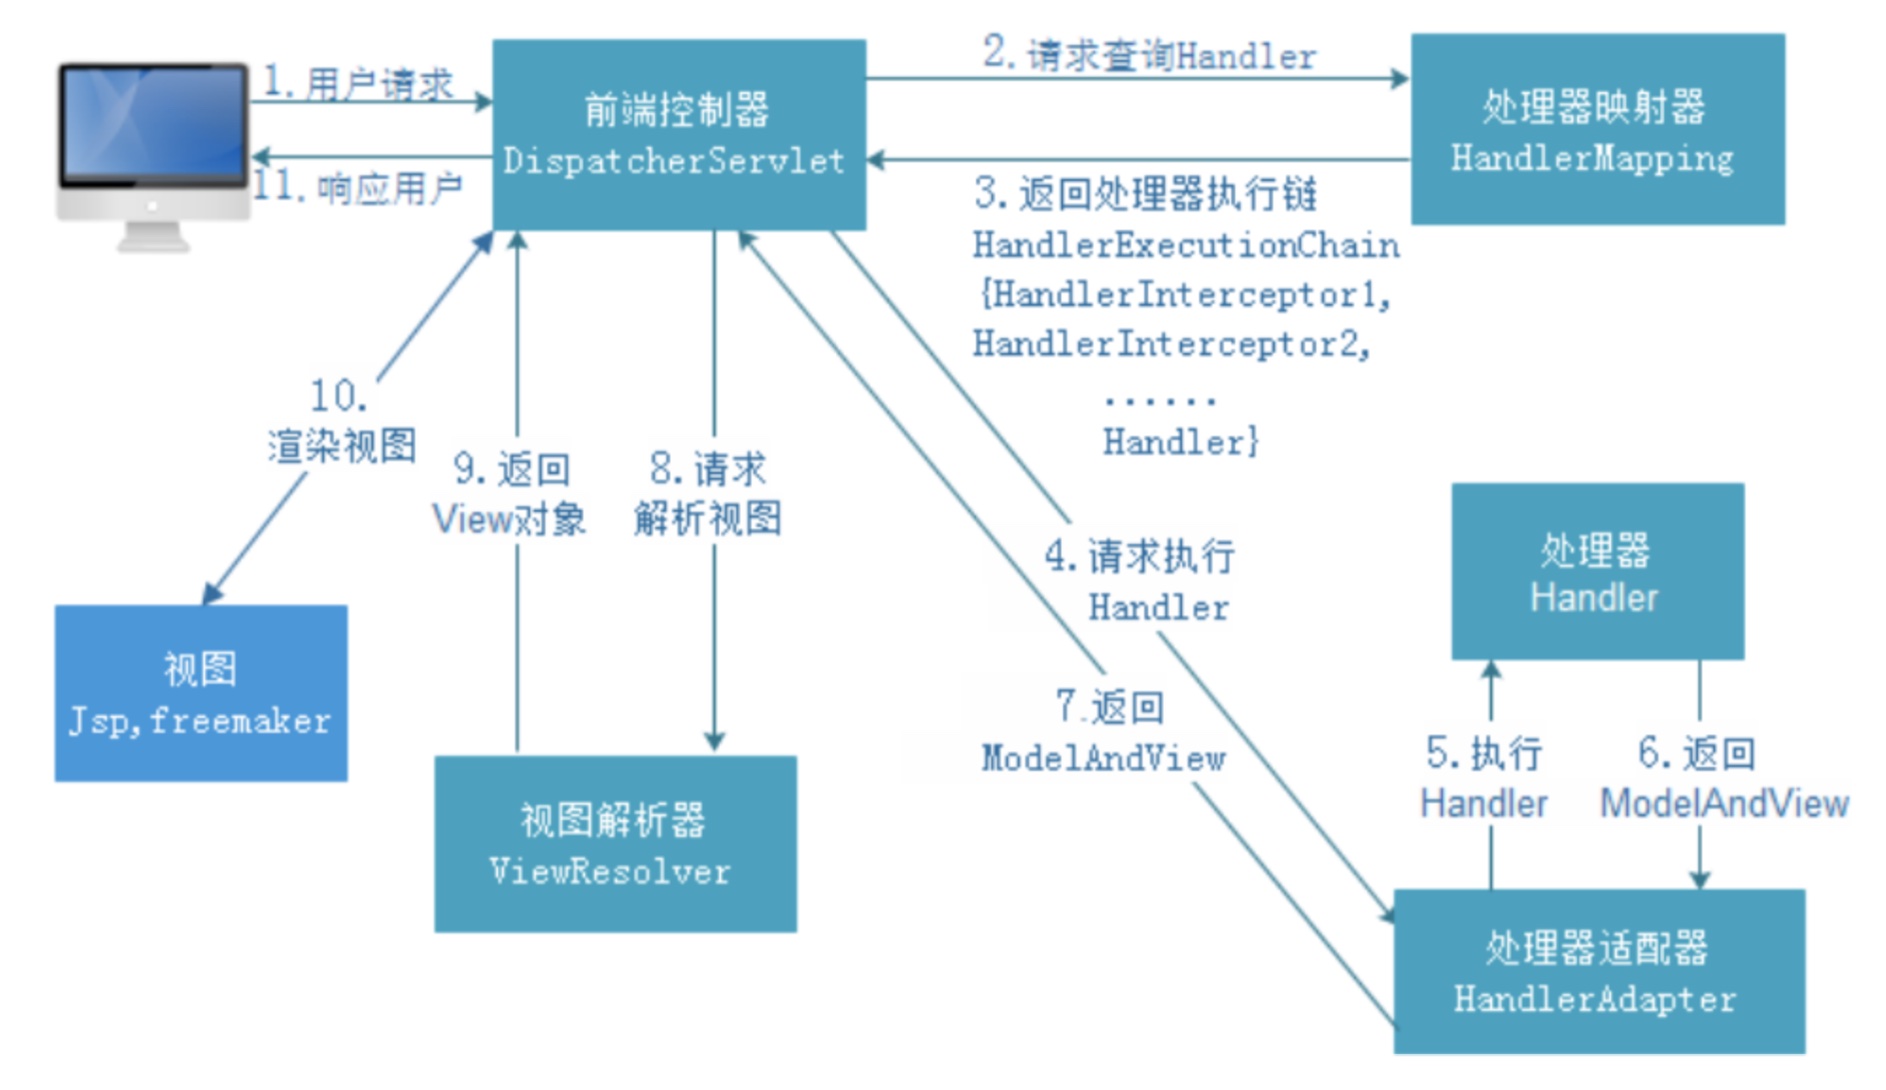 1.用户请求
前端控制器
DispatcherServlet
2.请求查询Handler
处理器映射器
HandlerMapping
11.响应用户
3.返回处理器执行链
HandlerExecutionChain
{HandlerInterceptor1,
HandlerInterceptor2,
......
Handler}
10.
渲染视图
9.返回
View对象
8.请求
解析视图
4.请求执行
Handler
处理器
Handler
视图
Jsp,freemaker
7.返回
ModelAndView
5.执行
Handler
6.返回
ModelAndView
视图解析器
ViewResolver
处理器适配器
HandlerAdapter